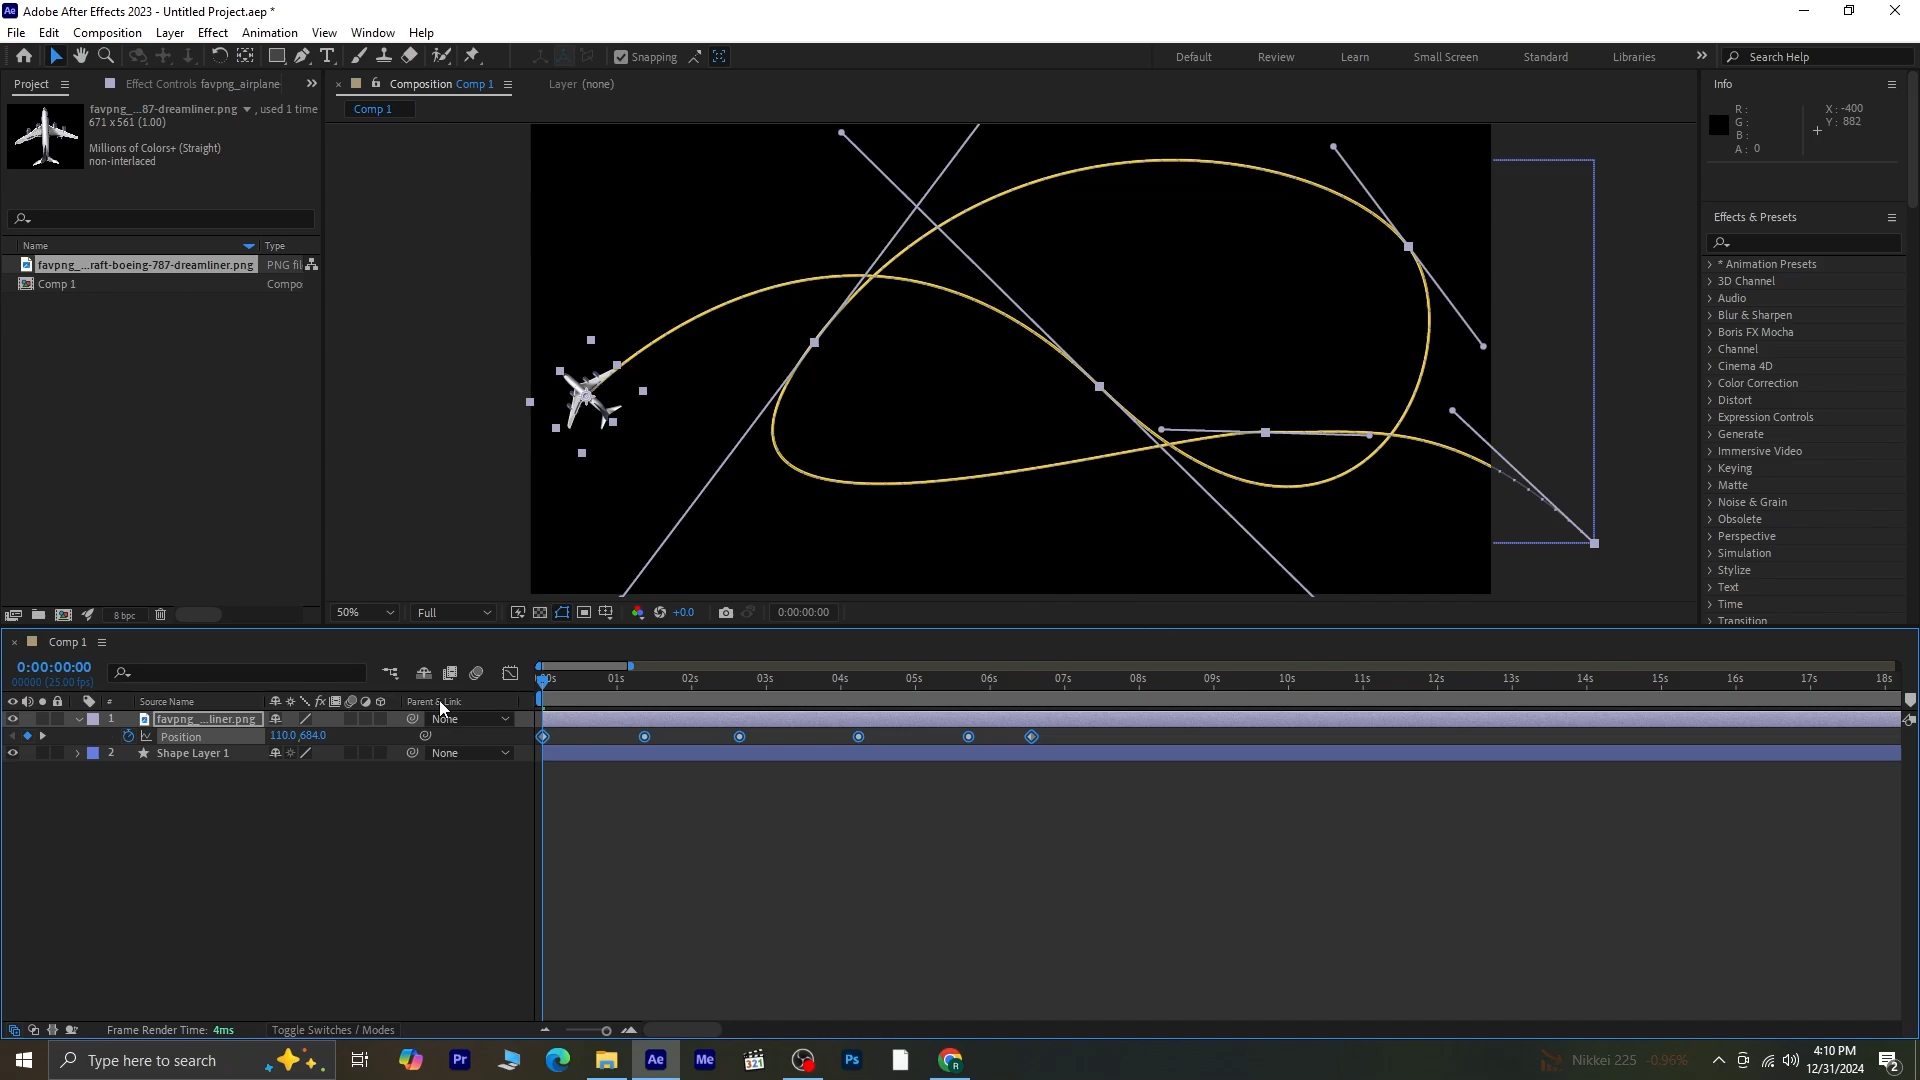 Adobe After Effects 2023 - Untitled Project.aep *
File Edit Composition Layer Effect Animation View Window Help
Snapping
Default Review Learn Small Screen Standard Libraries Search Help
Project
Effect Controls favpng_airplane-
Composition Comp 1
Layer (none)
Info
Comp 1
favpng_...87-dreamliner.png , used 1 time
671 x 561 (1.00)
Millions of Colors+ (Straight)
non-interlaced
R :
G :
B :
A : 0
X : -400
Y : 882
Effects & Presets
Name Type
favpng_...raft-boeing-787-dreamliner.png PNG fil
Comp 1 Compo
* Animation Presets
3D Channel
Audio
Blur & Sharpen
Boris FX Mocha
Channel
Cinema 4D
Color Correction
Distort
Expression Controls
Generate
Immersive Video
Keying
Matte
Noise & Grain
Obsolete
Perspective
Simulation
Stylize
Text
Time
Transition
8 bpc
50% Full +0.0 0:00:00:00
Comp 1
0:00:00:00
00000 (25.00 fps)
00s 01s 02s 03s 04s 05s 06s 07s 08s 09s 10s 11s 12s 13s 14s 15s 16s 17s 18s
# Source Name fx Parent & Link
1 favpng_...liner.png None
Position 110.0,684.0
2 Shape Layer 1 None
Frame Render Time: 4ms Toggle Switches / Modes
Type here to search
Pr
Ae
Me
321
Ps
Nikkei 225 -0.96%
4:10 PM
12/31/2024
2